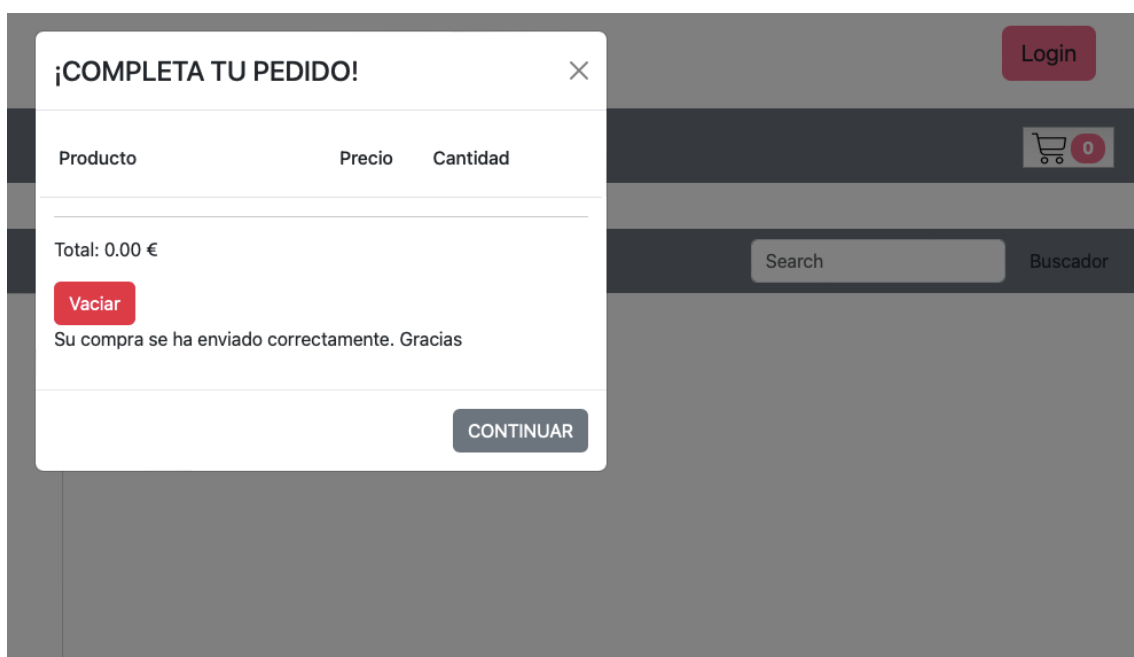 ¡COMPLETA TU PEDIDO!
Login
Producto Precio Cantidad
0
Total: 0.00 €
Search Buscador
Vaciar
Su compra se ha enviado correctamente. Gracias
CONTINUAR